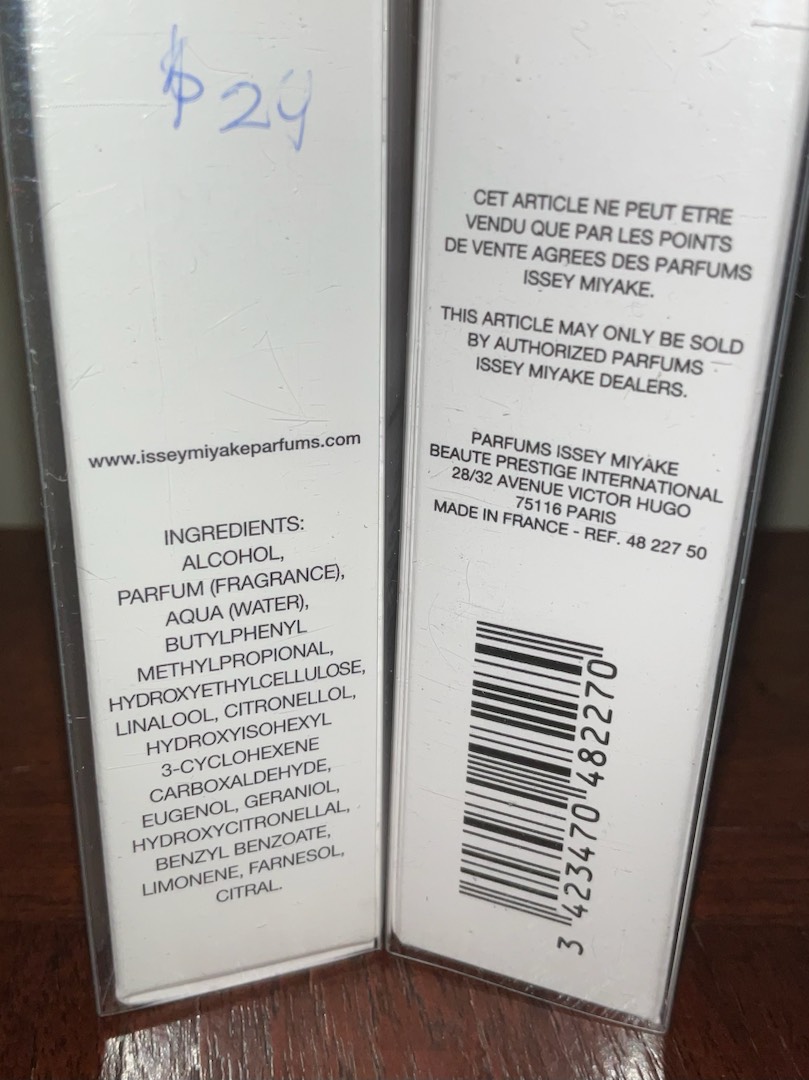 $24
www.isseymiyakeparfums.com
INGREDIENTS:
ALCOHOL,
PARFUM (FRAGRANCE),
AQUA (WATER),
BUTYLPHENYL
METHYLPROPIONAL,
HYDROXYETHYLCELLULOSE,
LINALOOL, CITRONELLOL,
HYDROXYISOHEXYL
3-CYCLOHEXENE
CARBOXALDEHYDE,
EUGENOL, GERANIOL,
HYDROXYCITRONELLAL,
BENZYL BENZOATE,
LIMONENE, FARNESOL,
CITRAL.
CET ARTICLE NE PEUT ETRE
VENDU QUE PAR LES POINTS
DE VENTE AGREES DES PARFUMS
ISSEY MIYAKE.
THIS ARTICLE MAY ONLY BE SOLD
BY AUTHORIZED PARFUMS
ISSEY MIYAKE DEALERS.
PARFUMS ISSEY MIYAKE
BEAUTE PRESTIGE INTERNATIONAL
28/32 AVENUE VICTOR HUGO
75116 PARIS
MADE IN FRANCE - REF. 48 227 50
3 423470 482270